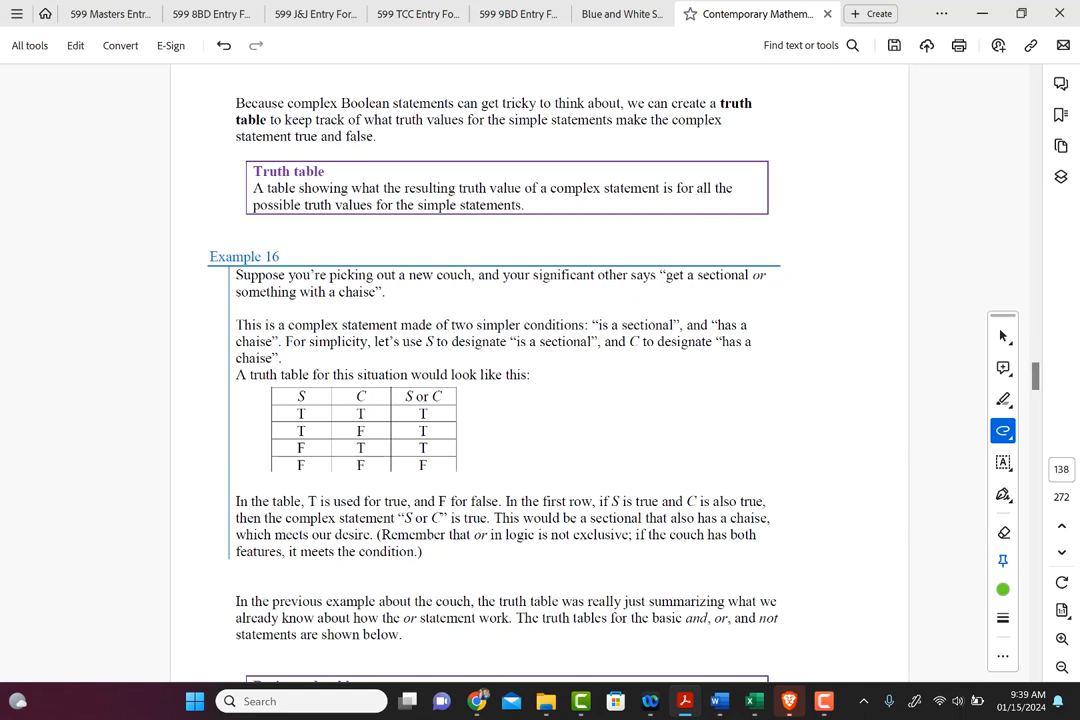 599 Masters Entr...
599 8BD Entry F...
599 J&J Entry For...
599 TCC Entry Fo...
599 9BD Entry F...
Blue and White S...
Contemporary Mathem...
Create
All tools
Edit
Convert
E-Sign
Find text or tools
Because complex Boolean statements can get tricky to think about, we can create a truth
table to keep track of what truth values for the simple statements make the complex
statement true and false.
Truth table
A table showing what the resulting truth value of a complex statement is for all the
possible truth values for the simple statements.
Example 16
Suppose you’re picking out a new couch, and your significant other says “get a sectional or
something with a chaise”.
This is a complex statement made of two simpler conditions: “is a sectional”, and “has a
chaise”. For simplicity, let’s use S to designate “is a sectional”, and C to designate “has a
chaise”.
A truth table for this situation would look like this:
S C S or C
T T T
T F T
F T T
F F F
In the table, T is used for true, and F for false. In the first row, if S is true and C is also true,
then the complex statement “S or C” is true. This would be a sectional that also has a chaise,
which meets our desire. (Remember that or in logic is not exclusive; if the couch has both
features, it meets the condition.)
In the previous example about the couch, the truth table was really just summarizing what we
already know about how the or statement work. The truth tables for the basic and, or, and not
statements are shown below.
138
272
Search
9:39 AM
01/15/2024